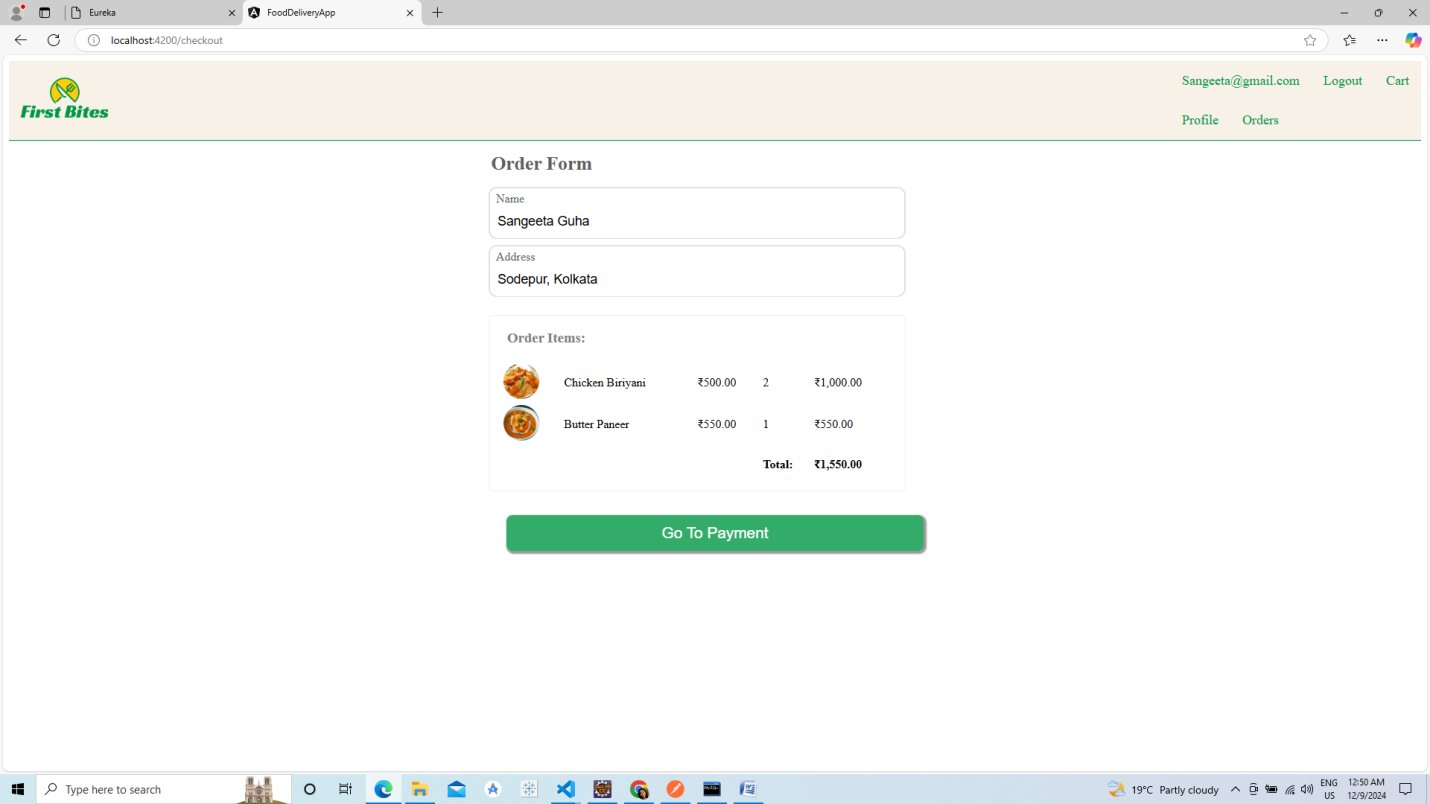 Eureka
FoodDeliveryApp
localhost:4200/checkout
First Bites
Sangeeta@gmail.com Logout Cart
Profile Orders
Order Form
Name
Sangeeta Guha
Address
Sodepur, Kolkata
Order Items:
Chicken Biriyani ₹500.00 2 ₹1,000.00
Butter Paneer ₹550.00 1 ₹550.00
Total: ₹1,550.00
Go To Payment
Type here to search
19°C Partly cloudy
ENG
US
12:50 AM
12/9/2024